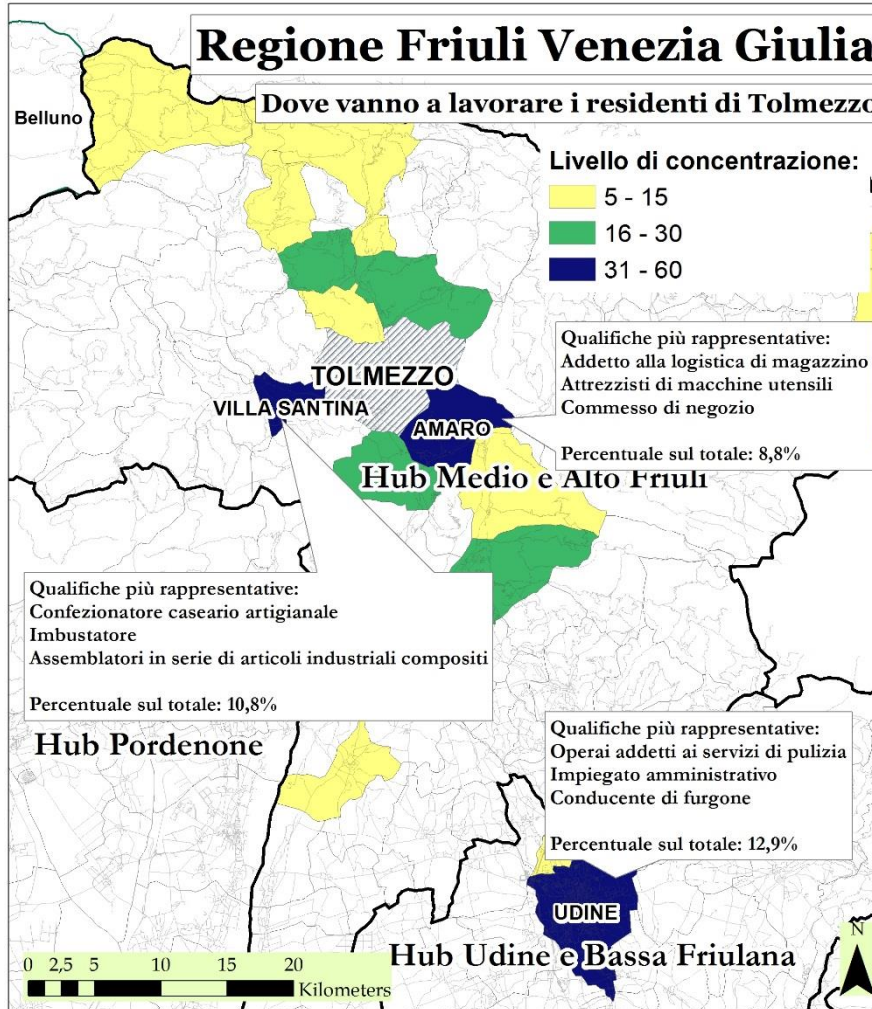 Regione Friuli Venezia Giulia
Dove vanno a lavorare i residenti di Tolmezzo
Belluno
Livello di concentrazione:
5 - 15
16 - 30
31 - 60
Qualifiche più rappresentative:
Addetto alla logistica di magazzino
Attrezzisti di macchine utensili
Commesso di negozio
Percentuale sul totale: 8,8%
TOLMEZZO
VILLA SANTINA
AMARO
Hub Medio e Alto Friuli
Qualifiche più rappresentative:
Confezionatore caseario artigianale
Imbustatore
Assemblatori in serie di articoli industriali compositi
Percentuale sul totale: 10,8%
Hub Pordenone
Qualifiche più rappresentative:
Operai addetti ai servizi di pulizia
Impiegato amministrativo
Conducente di furgone
Percentuale sul totale: 12,9%
UDINE
Hub Udine e Bassa Friulana
0 2,5 5 10 15 20
Kilometers
N